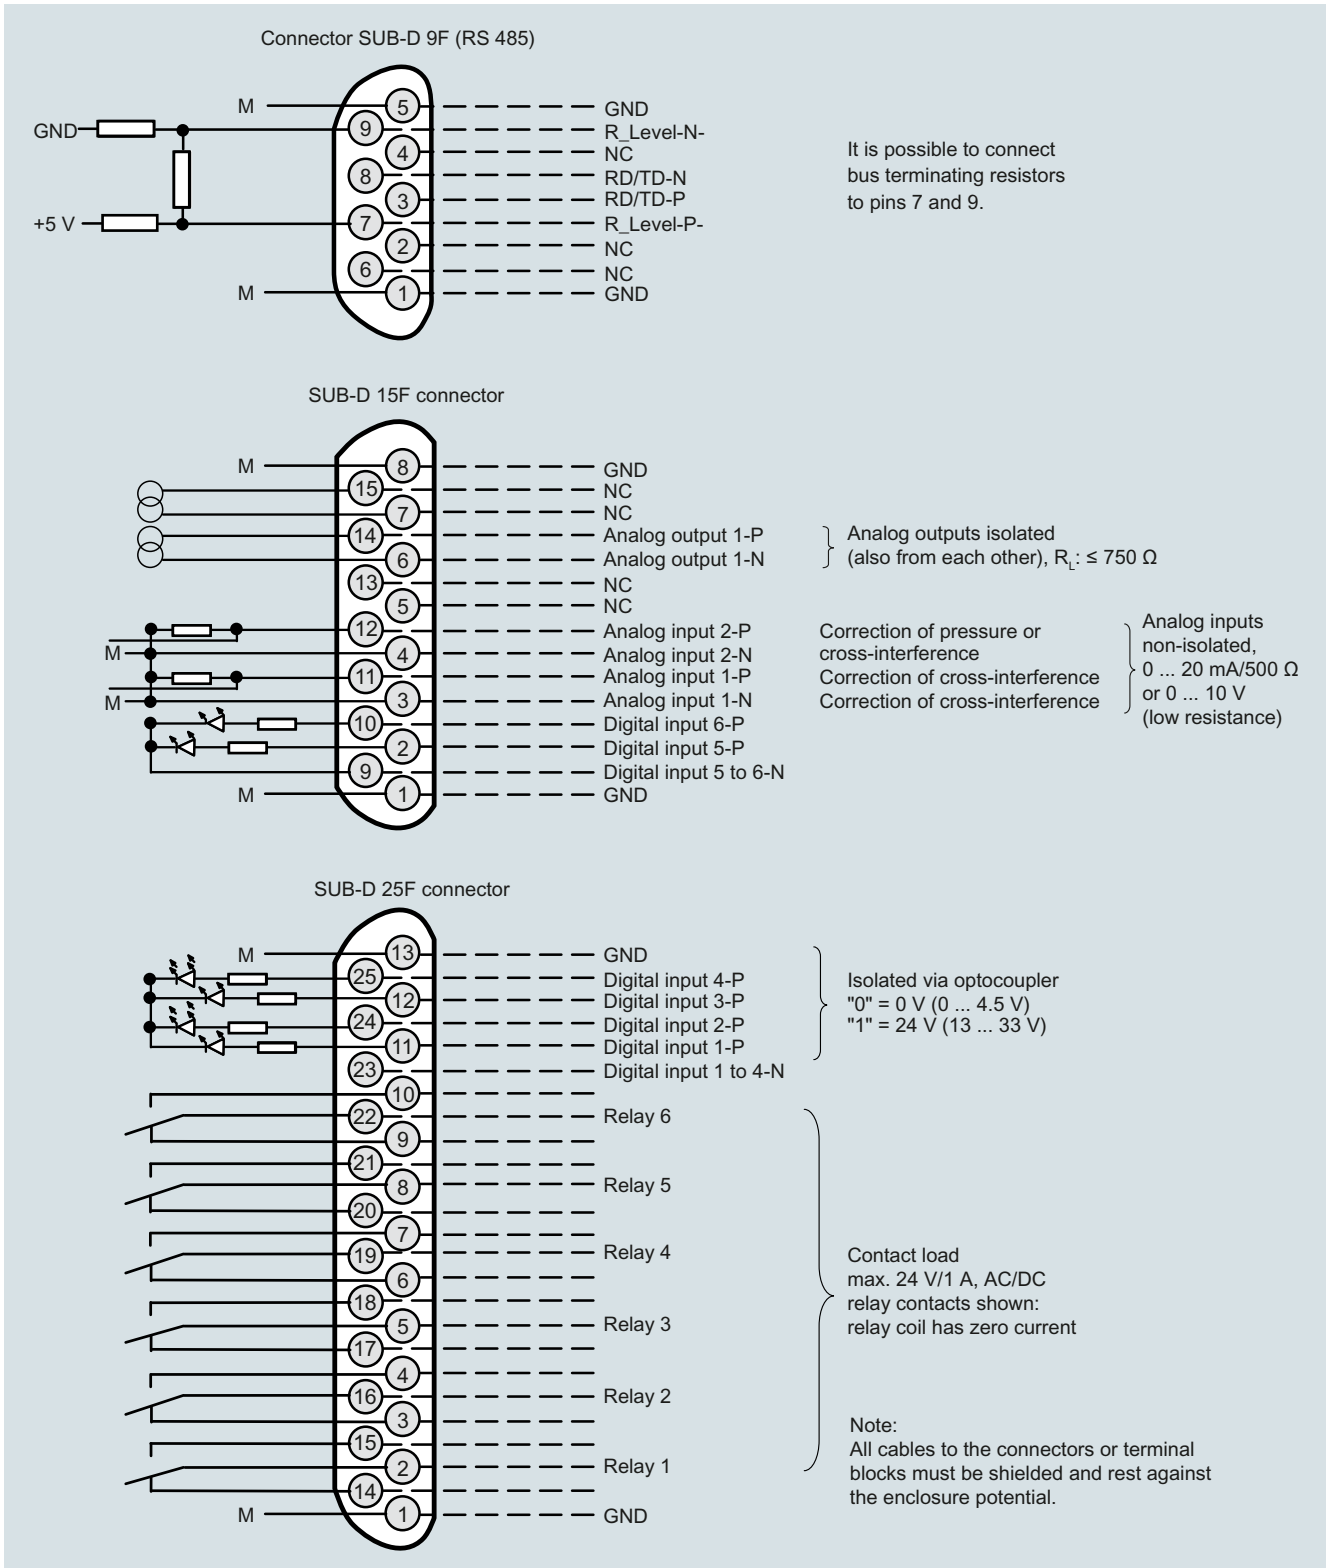 Connector SUB-D 9F (RS 485)
M 5 GND
GND 9 R_Level-N-
4 NC
8 RD/TD-N
3 RD/TD-P
+5 V 7 R_Level-P-
2 NC
6 NC
M 1 GND
It is possible to connect
bus terminating resistors
to pins 7 and 9.
SUB-D 15F connector
M 8 GND
15 NC
7 NC
14 Analog output 1-P
6 Analog output 1-N
13 NC
5 NC
12 Analog input 2-P
M 4 Analog input 2-N
11 Analog input 1-P
M 3 Analog input 1-N
10 Digital input 6-P
2 Digital input 5-P
9 Digital input 5 to 6-N
M 1 GND
Analog outputs isolated
(also from each other), RL: ≤ 750 Ω
Correction of pressure or
cross-interference
Correction of cross-interference
Correction of cross-interference
Analog inputs
non-isolated,
0 ... 20 mA/500 Ω
or 0 ... 10 V
(low resistance)
SUB-D 25F connector
M 13 GND
25 Digital input 4-P
12 Digital input 3-P
24 Digital input 2-P
11 Digital input 1-P
23 Digital input 1 to 4-N
10
22 Relay 6
9
21
8 Relay 5
20
7
19 Relay 4
6
18
5 Relay 3
17
4
16 Relay 2
3
15
2 Relay 1
14
M 1 GND
Isolated via optocoupler
"0" = 0 V (0 ... 4.5 V)
"1" = 24 V (13 ... 33 V)
Contact load
max. 24 V/1 A, AC/DC
relay contacts shown:
relay coil has zero current
Note:
All cables to the connectors or terminal
blocks must be shielded and rest against
the enclosure potential.